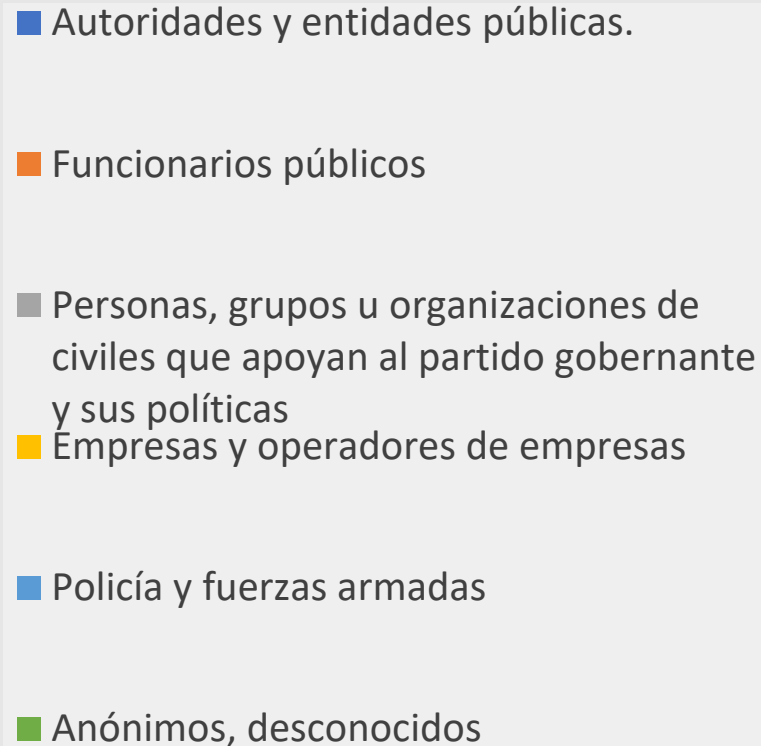 Autoridades y entidades públicas.
Funcionarios públicos
Personas, grupos u organizaciones de
civiles que apoyan al partido gobernante
y sus políticas
Empresas y operadores de empresas
Policía y fuerzas armadas
Anónimos, desconocidos